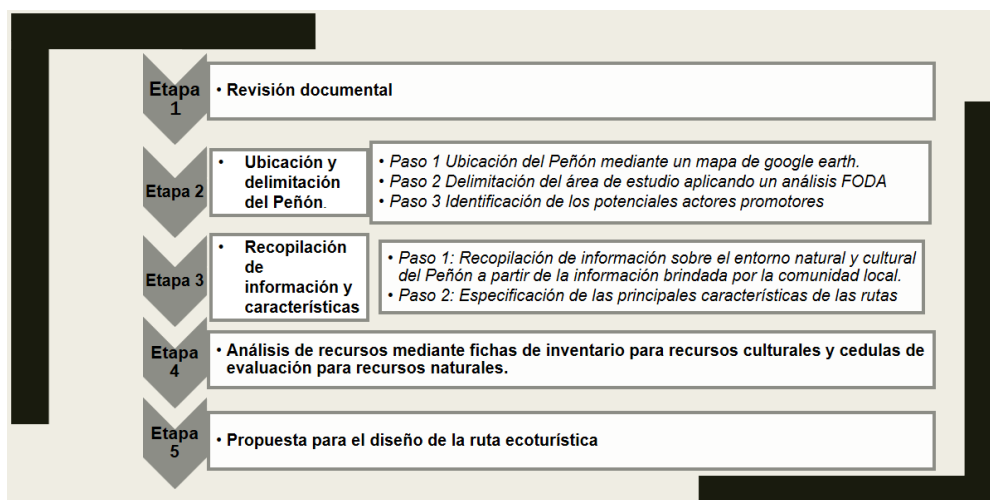 Etapa
1
• Revisión documental
Etapa 2
• Ubicación y
delimitación
del Peñón.
• Paso 1 Ubicación del Peñón mediante un mapa de google earth.
• Paso 2 Delimitación del área de estudio aplicando un análisis FODA
• Paso 3 Identificación de los potenciales actores promotores
Etapa 3
• Recopilación
de
información y
características
• Paso 1: Recopilación de información sobre el entorno natural y cultural
del Peñón a partir de la información brindada por la comunidad local.
• Paso 2: Especificación de las principales características de las rutas
Etapa
4
• Análisis de recursos mediante fichas de inventario para recursos culturales y cedulas de
evaluación para recursos naturales.
Etapa
5
• Propuesta para el diseño de la ruta ecoturística